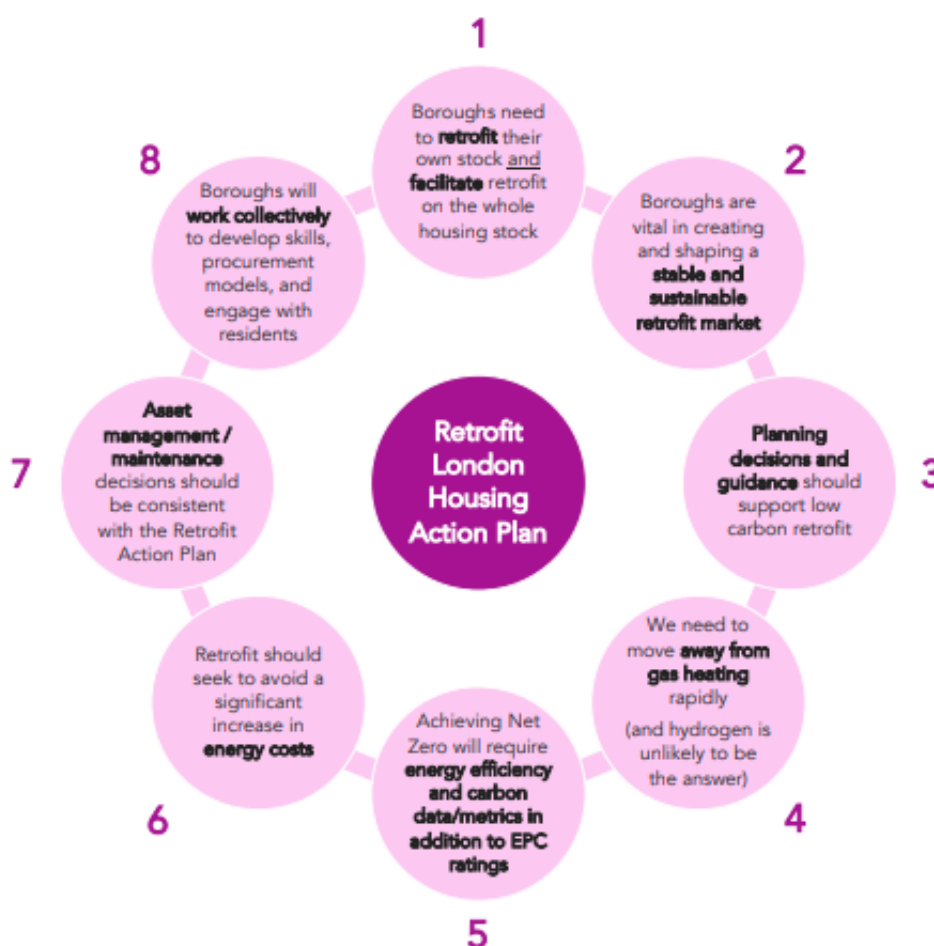 1
Boroughs need
to retrofit their
own stock and
facilitate retrofit
on the whole
housing stock
2
Boroughs are
vital in creating
and shaping a
stable and
sustainable
retrofit market
3
Planning
decisions and
guidance should
support low
carbon retrofit
4
We need to
move away from
gas heating
rapidly
(and hydrogen is
unlikely to be
the answer)
5
Achieving Net
Zero will require
energy efficiency
and carbon
data/metrics in
addition to EPC
ratings
6
Retrofit should
seek to avoid a
significant
increase in
energy costs
7
Asset
management /
maintenance
decisions should
be consistent
with the Retrofit
Action Plan
8
Boroughs will
work collectively
to develop skills,
procurement
models, and
engage with
residents
Retrofit
London
Housing
Action Plan